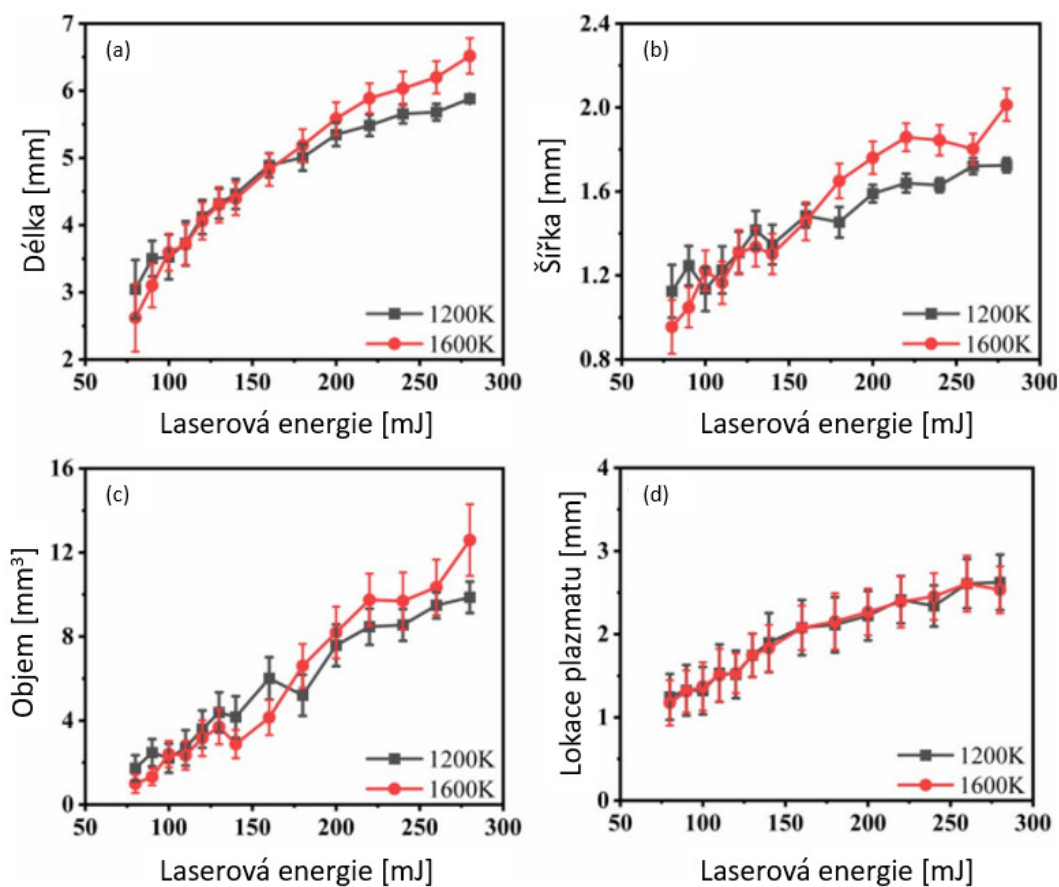 (a)
Délka [mm]
7
6
5
4
3
2
1200K
1600K
50 100 150 200 250 300
Laserová energie [mJ]
(b)
Šířka [mm]
2.4
2.0
1.6
1.2
0.8
1200K
1600K
50 100 150 200 250 300
Laserová energie [mJ]
(c)
Objem [mm³]
16
12
8
4
0
1200K
1600K
50 100 150 200 250 300
Laserová energie [mJ]
(d)
Lokace plazmatu [mm]
4
3
2
1
0
1200K
1600K
50 100 150 200 250 300
Laserová energie [mJ]